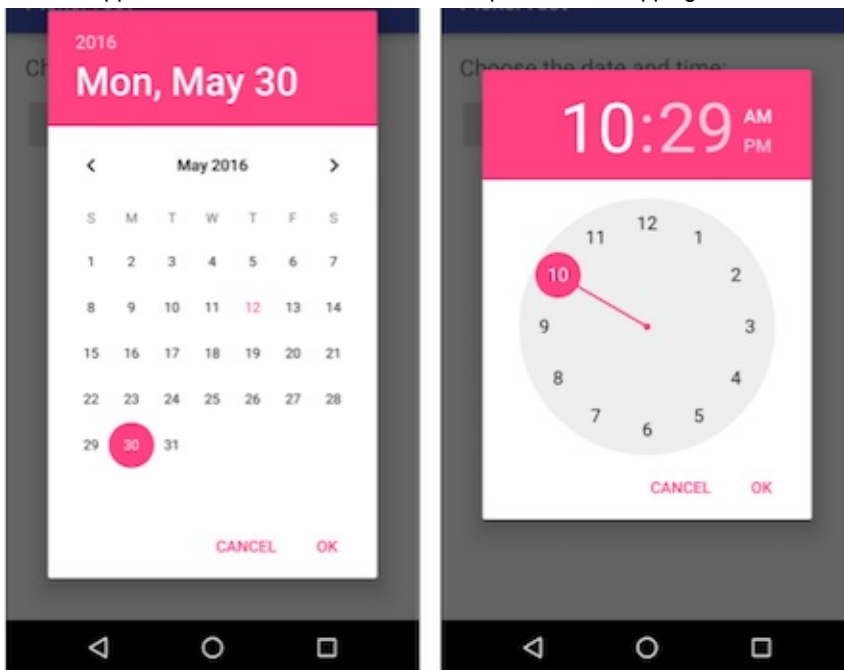 2016
Mon, May 30
May 2016
S M T W T F S
1 2 3 4 5 6 7
8 9 10 11 12 13 14
15 16 17 18 19 20 21
22 23 24 25 26 27 28
29 30 31
CANCEL OK
Choose the date and time:
10:29 AM
PM
12
11 1
10 2
9 3
8 4
7 5
6
CANCEL OK